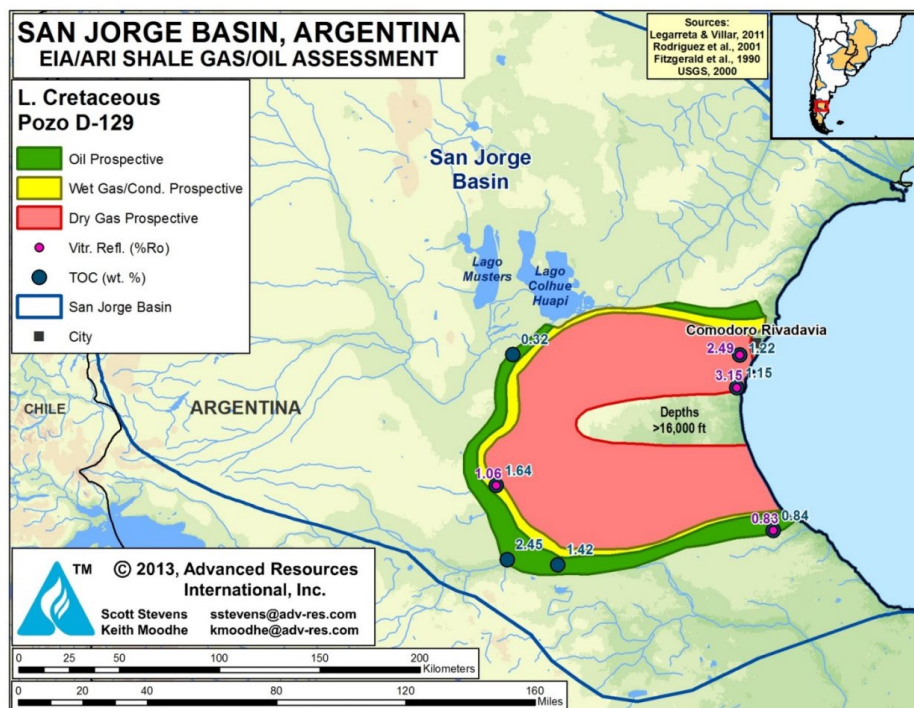 SAN JORGE BASIN, ARGENTINA
EIA/ARI SHALE GAS/OIL ASSESSMENT
Sources:
Legarreta & Villar, 2011
Rodriguez et al., 2001
Fitzgerald et al., 1990
USGS, 2000
L. Cretaceous
Pozo D-129
Oil Prospective
Wet Gas/Cond. Prospective
Dry Gas Prospective
Vitr. Refl. (%Ro)
TOC (wt. %)
San Jorge Basin
City
San Jorge
Basin
Lago
Musters
Lago
Colhue
Huapi
Comodoro Rivadavia
0.32
2.49 1.22
3.15 1.15
CHILE
ARGENTINA
Depths
>16,000 ft
1.06 1.64
0.83 0.84
2.45
1.42
TM
© 2013, Advanced Resources
International, Inc.
Scott Stevens sstevens@adv-res.com
Keith Moodhe kmoodhe@adv-res.com
0 25 50 100 150 200
Kilometers
0 10 20 40 80 120 160
Miles